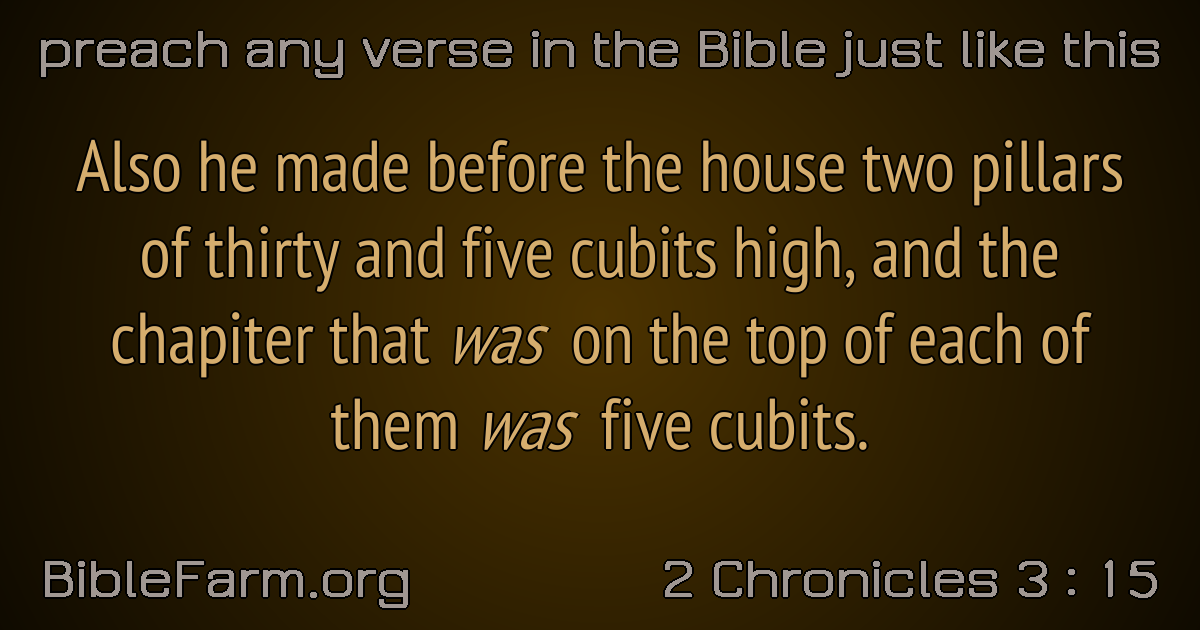 preach any verse in the Bible just like this
Also he made before the house two pillars
of thirty and five cubits high, and the
chapiter that was on the top of each of
them was five cubits.
BibleFarm.org
2 Chronicles 3 : 15